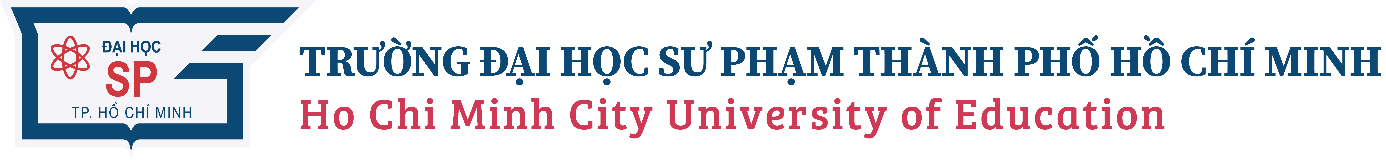 ĐẠI HỌC
SP
TP. HỒ CHÍ MINH
TRƯỜNG ĐẠI HỌC SƯ PHẠM THÀNH PHỐ HỒ CHÍ MINH
Ho Chi Minh City University of Education